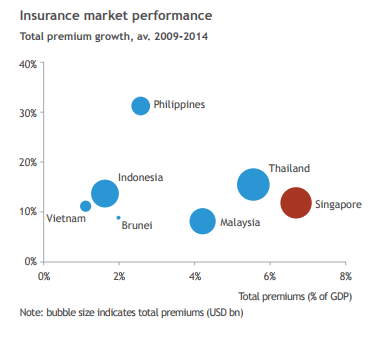 Insurance market performance
Total premium growth, av. 2009-2014
40%
30%
20%
10%
0%
Philippines
Indonesia
Thailand
Singapore
Vietnam
Brunei
Malaysia
0%
2%
4%
6%
8%
Total premiums (% of GDP)
Note: bubble size indicates total premiums (USD bn)